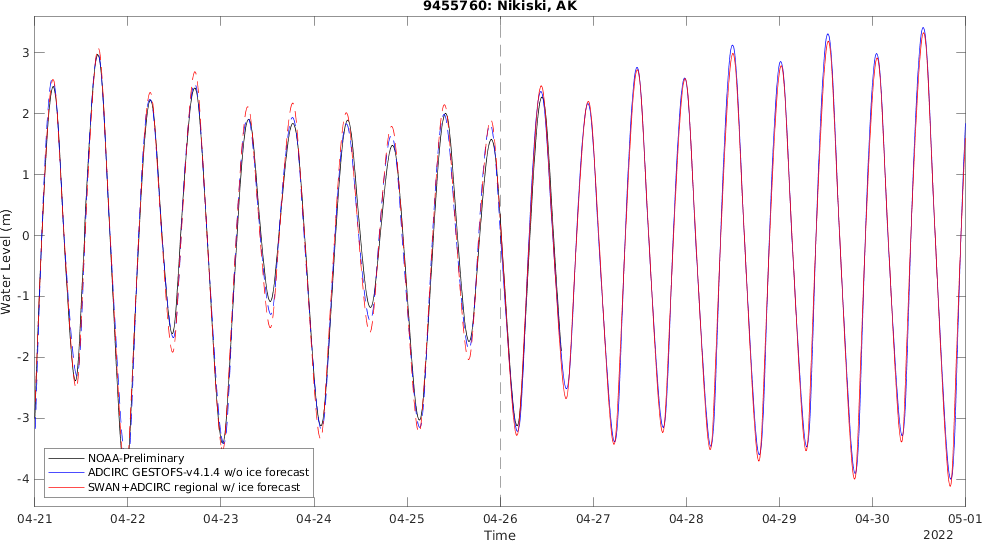 9455760: Nikiski, AK
Water Level (m)
3
2
1
0
-1
-2
-3
-4
NOAA-Preliminary
ADCIRC GESTOFS-v4.1.4 w/o ice forecast
SWAN+ADCIRC regional w/ ice forecast
04-21 04-22 04-23 04-24 04-25 04-26 04-27 04-28 04-29 04-30 05-01
Time
2022